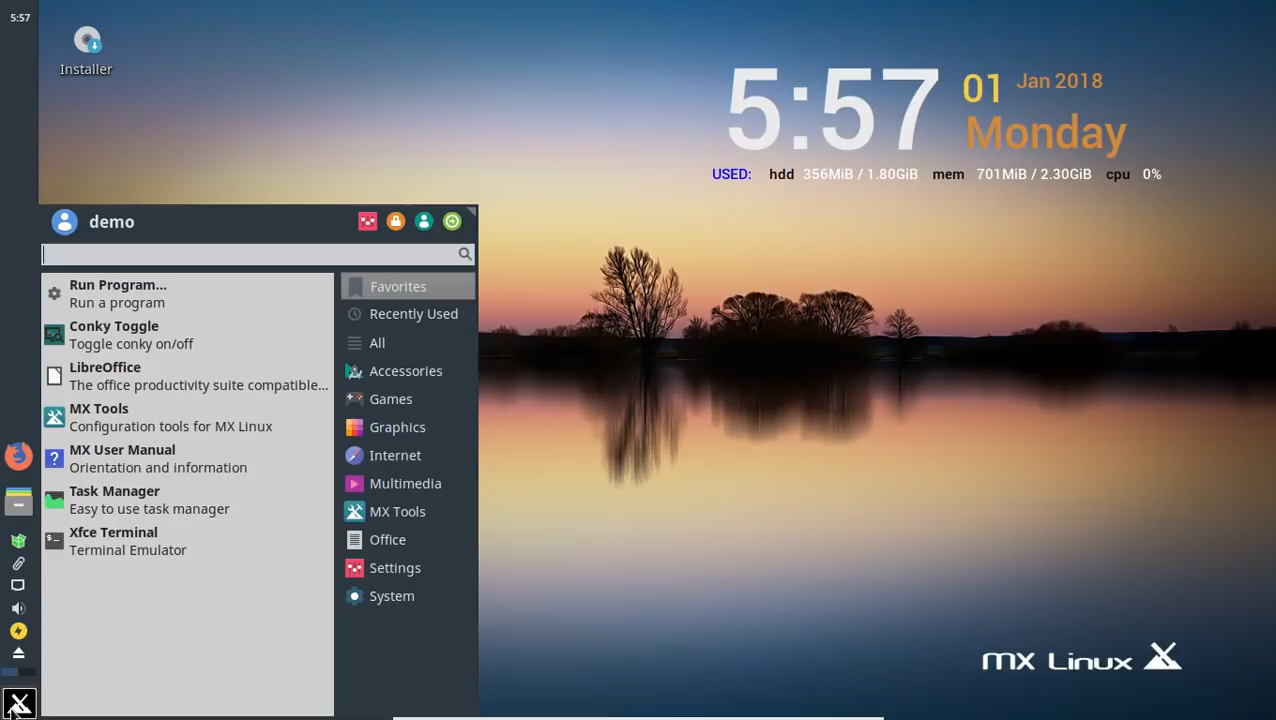 5:57
Installer
5:57
01
Jan 2018
Monday
USED: hdd 356MiB / 1.80GiB mem 701MiB / 2.30GiB cpu 0%
demo
Run Program...
Run a program
Conky Toggle
Toggle conky on/off
LibreOffice
The office productivity suite compatible...
MX Tools
Configuration tools for MX Linux
MX User Manual
Orientation and information
Task Manager
Easy to use task manager
Xfce Terminal
Terminal Emulator
Favorites
Recently Used
All
Accessories
Games
Graphics
Internet
Multimedia
MX Tools
Office
Settings
System
MX Linux